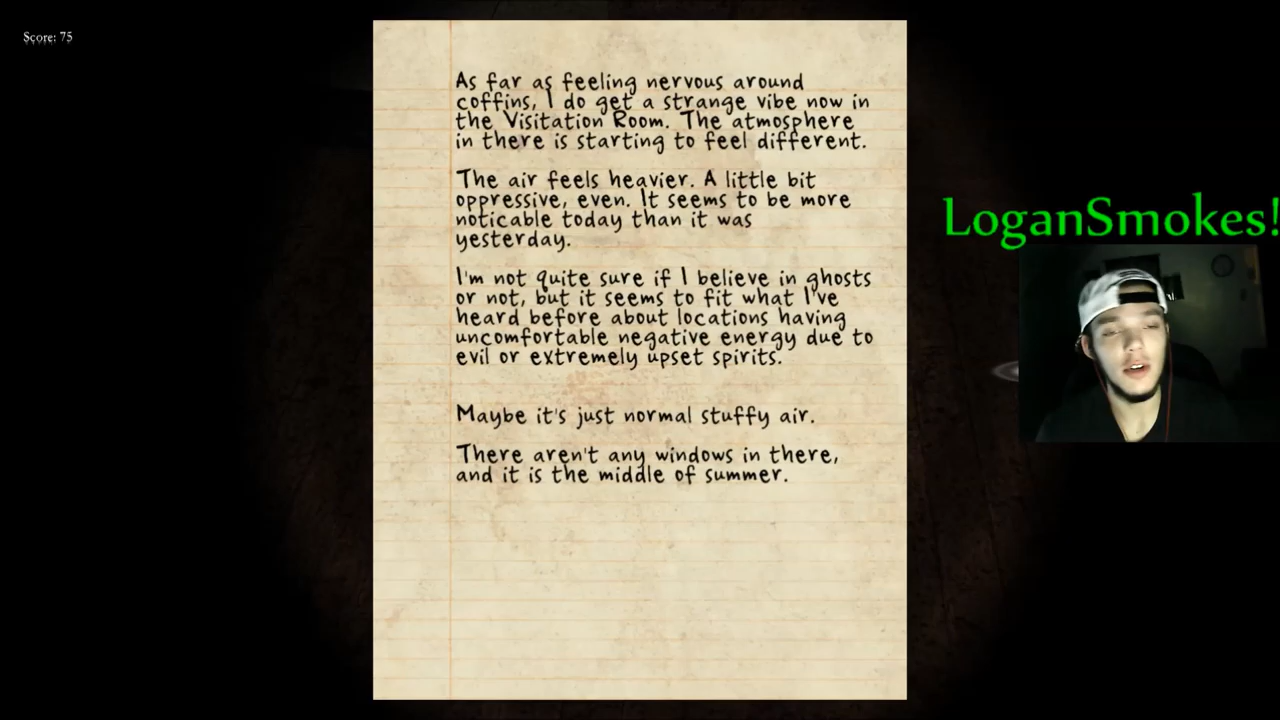 Score: 75
As far as feeling nervous around
coffins, I do get a strange vibe now in
the Visitation Room. The atmosphere
in there is starting to feel different.
The air feels heavier. A little bit
oppressive, even. It seems to be more
noticable today than it was
yesterday.
I'm not quite sure if I believe in ghosts
or not, but it seems to fit what I've
heard before about locations having
uncomfortable negative energy due to
evil or extremely upset spirits.
Maybe it's just normal stuffy air.
There aren't any windows in there,
and it is the middle of summer.
LoganSmokes!